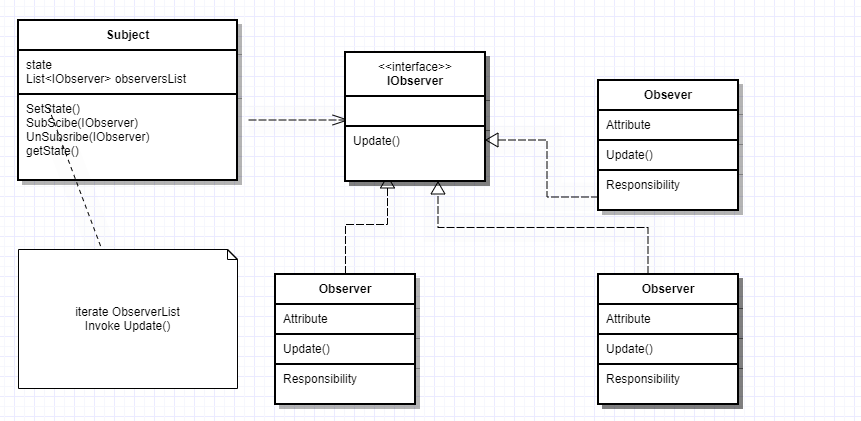 Subject
state
List<IObserver> observersList
SetState()
SubScibe(IObserver)
UnSubsribe(IObserver)
getState()
iterate ObserverList
Invoke Update()
<<interface>>
IObserver
Update()
Obsever
Attribute
Update()
Responsibility
Observer
Attribute
Update()
Responsibility
Observer
Attribute
Update()
Responsibility